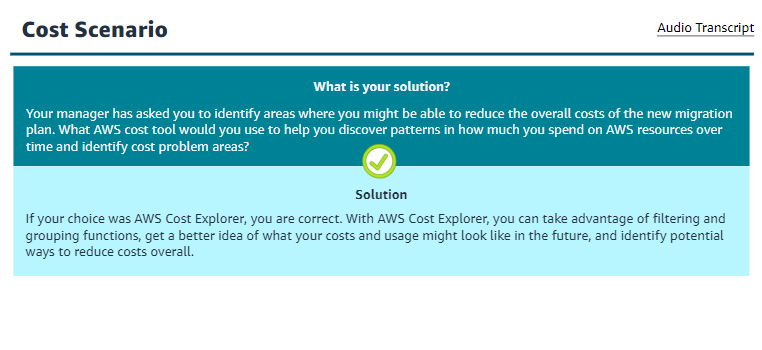 Cost Scenario
Audio Transcript
What is your solution?
Your manager has asked you to identify areas where you might be able to reduce the overall costs of the new migration
plan. What AWS cost tool would you use to help you discover patterns in how much you spend on AWS resources over
time and identify cost problem areas?
Solution
If your choice was AWS Cost Explorer, you are correct. With AWS Cost Explorer, you can take advantage of filtering and
grouping functions, get a better idea of what your costs and usage might look like in the future, and identify potential
ways to reduce costs overall.